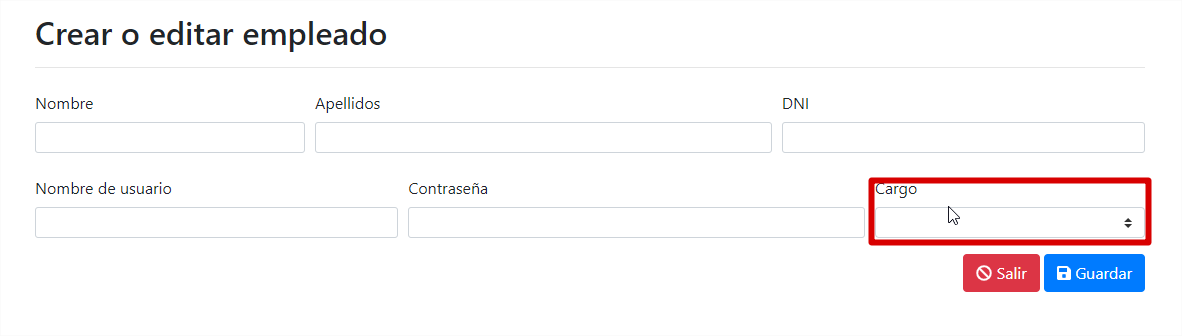 Crear o editar empleado
Nombre Apellidos DNI
Nombre de usuario Contraseña Cargo
Salir Guardar